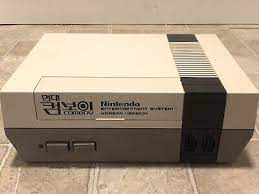 현대
컴보이
COMBOY
Nintendo
ENTERTAINMENT SYSTEM
KOREAN VERSION